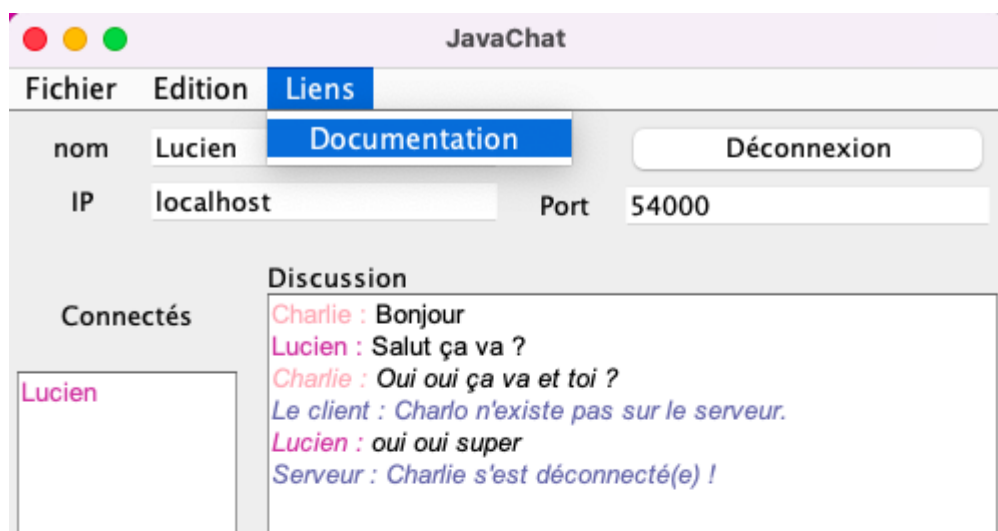 JavaChat
Fichier Edition Liens
Documentation
nom Lucien Déconnexion
IP localhost Port 54000
Discussion
Connectés
Charlie : Bonjour
Lucien : Salut ça va ?
Charlie : Oui oui ça va et toi ?
Le client : Charlo n'existe pas sur le serveur.
Lucien : oui oui super
Serveur : Charlie s'est déconnecté(e) !
Lucien